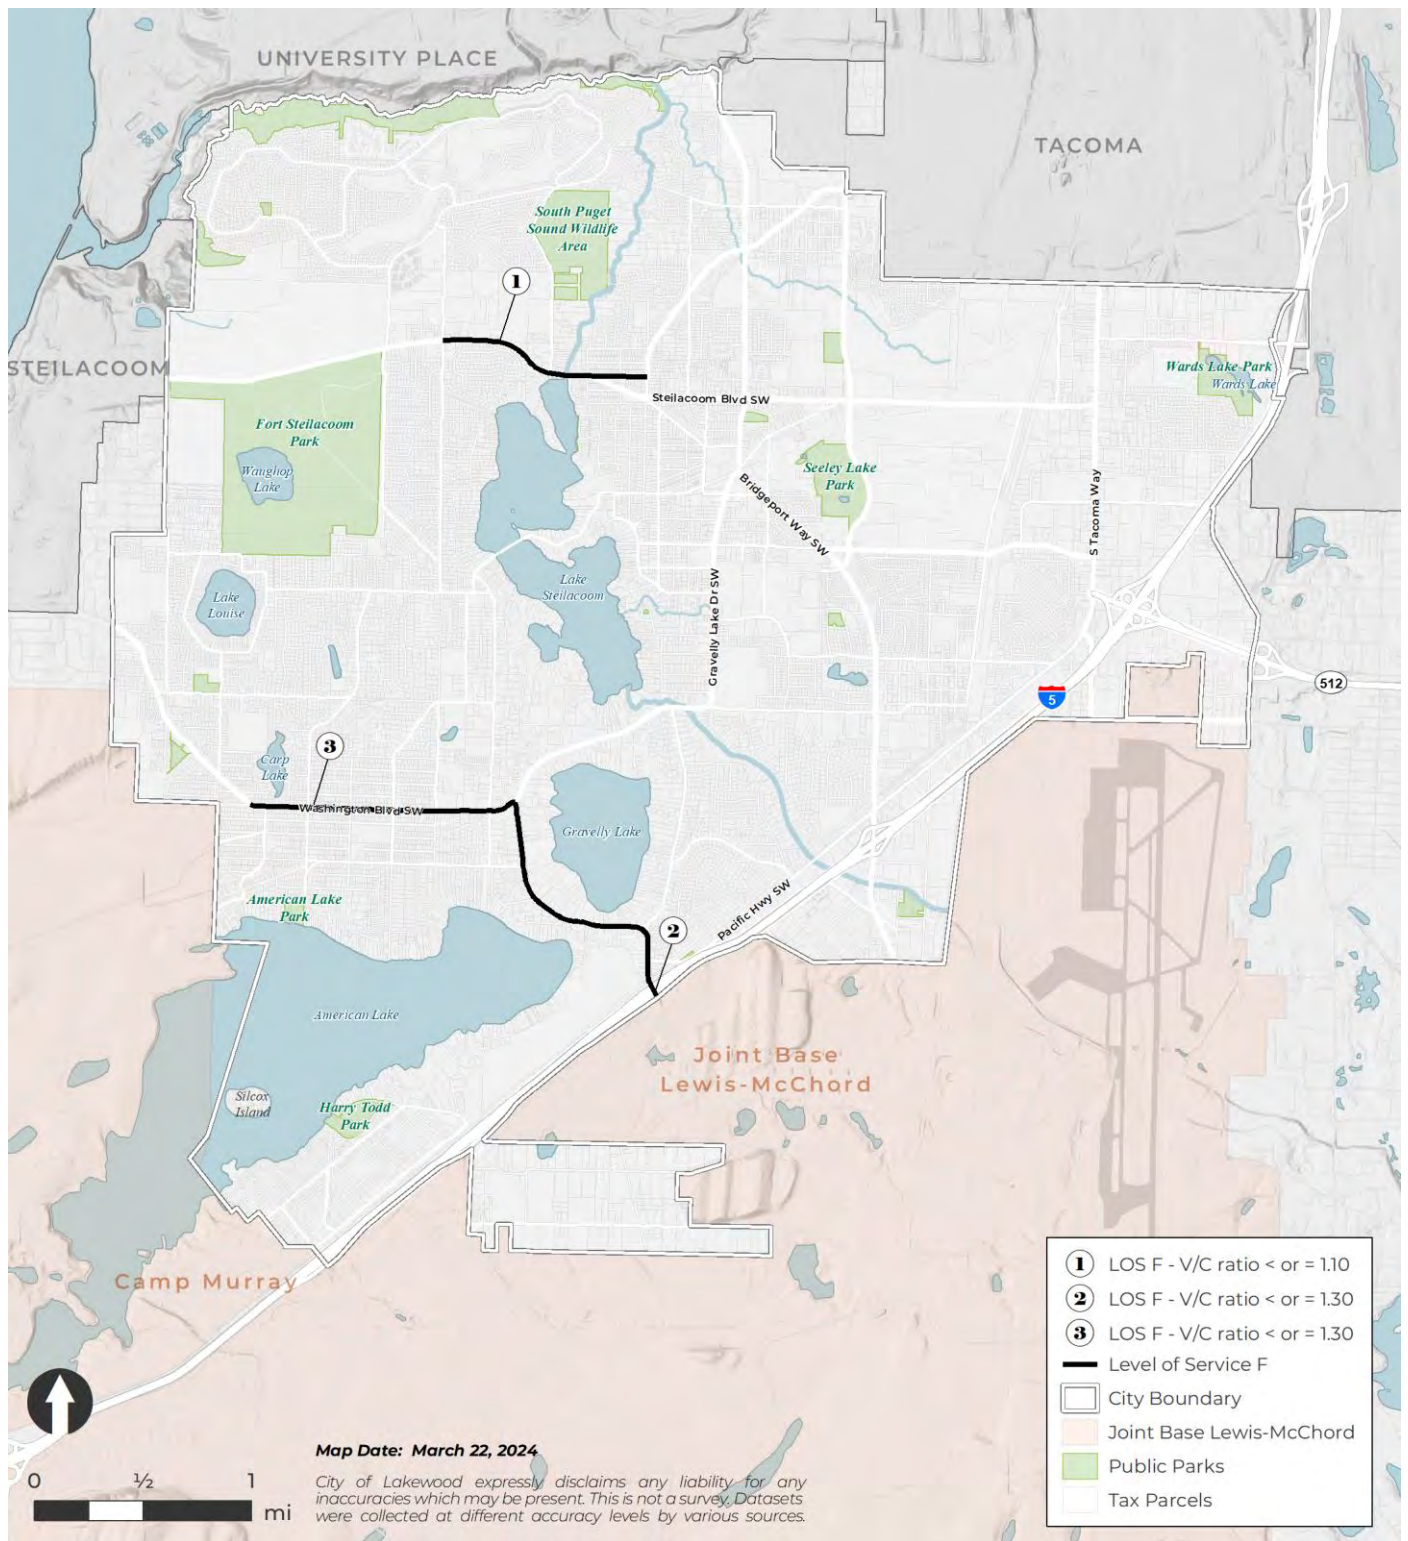 UNIVERSITY PLACE
TACOMA
South Puget
Sound Wildlife
Area
1
STEILACOOM
Wards Lake Park
Wards Lake
Steilacoom Blvd SW
Fort Steilacoom
Park
Waughop
Lake
Seeley Lake
Park
Bridgeport Way SW
S Tacoma Way
Lake
Steilacoom
Gravelly Lake Dr SW
Lake
Louise
512
5
3
Carp
Lake
Washington Blvd SW
Gravelly Lake
American Lake
Park
Pacific Hwy SW
2
American Lake
Joint Base
Lewis-McChord
Silcox
Island
Harry Todd
Park
Camp Murray
1 LOS F - V/C ratio < or = 1.10
2 LOS F - V/C ratio < or = 1.30
3 LOS F - V/C ratio < or = 1.30
Level of Service F
City Boundary
Joint Base Lewis-McChord
Public Parks
Tax Parcels
0 ½ 1
mi
Map Date: March 22, 2024
City of Lakewood expressly disclaims any liability for any
inaccuracies which may be present. This is not a survey. Datasets
were collected at different accuracy levels by various sources.